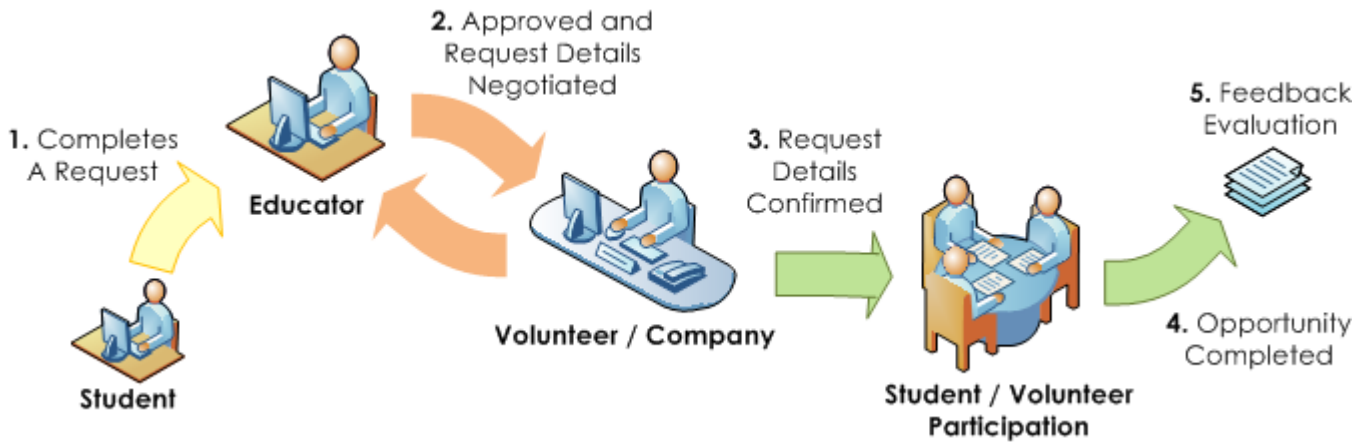 1. Completes
A Request
Student
Educator
2. Approved and
Request Details
Negotiated
Volunteer / Company
3. Request
Details
Confirmed
Student / Volunteer
Participation
4. Opportunity
Completed
5. Feedback
Evaluation